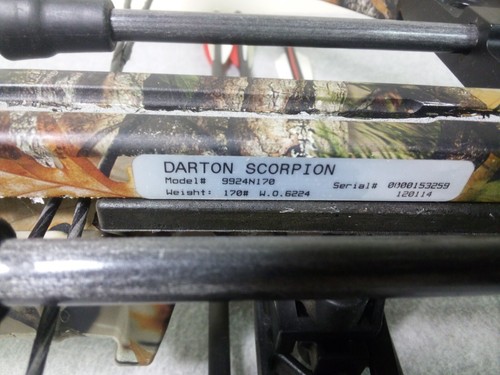 DARTON SCORPION
Model# 9924N170 Serial# 0000153259
Weight: 170# W.O.6224 120114